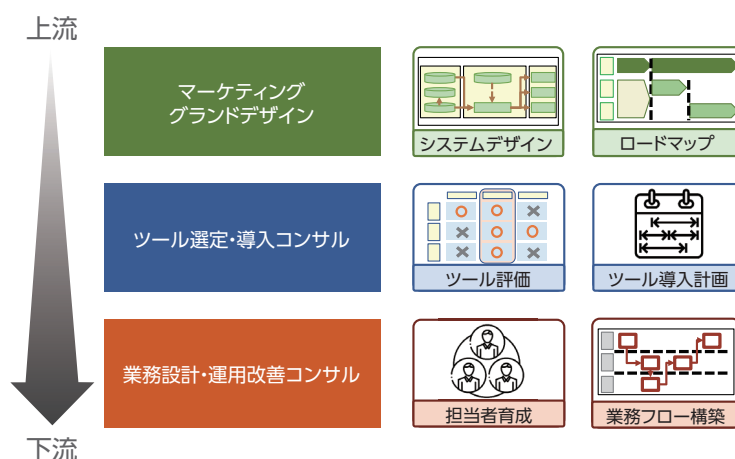 上流
マーケティング
グランドデザイン
システムデザイン
ロードマップ
ツール選定・導入コンサル
ツール評価
ツール導入計画
業務設計・運用改善コンサル
担当者育成
業務フロー構築
下流